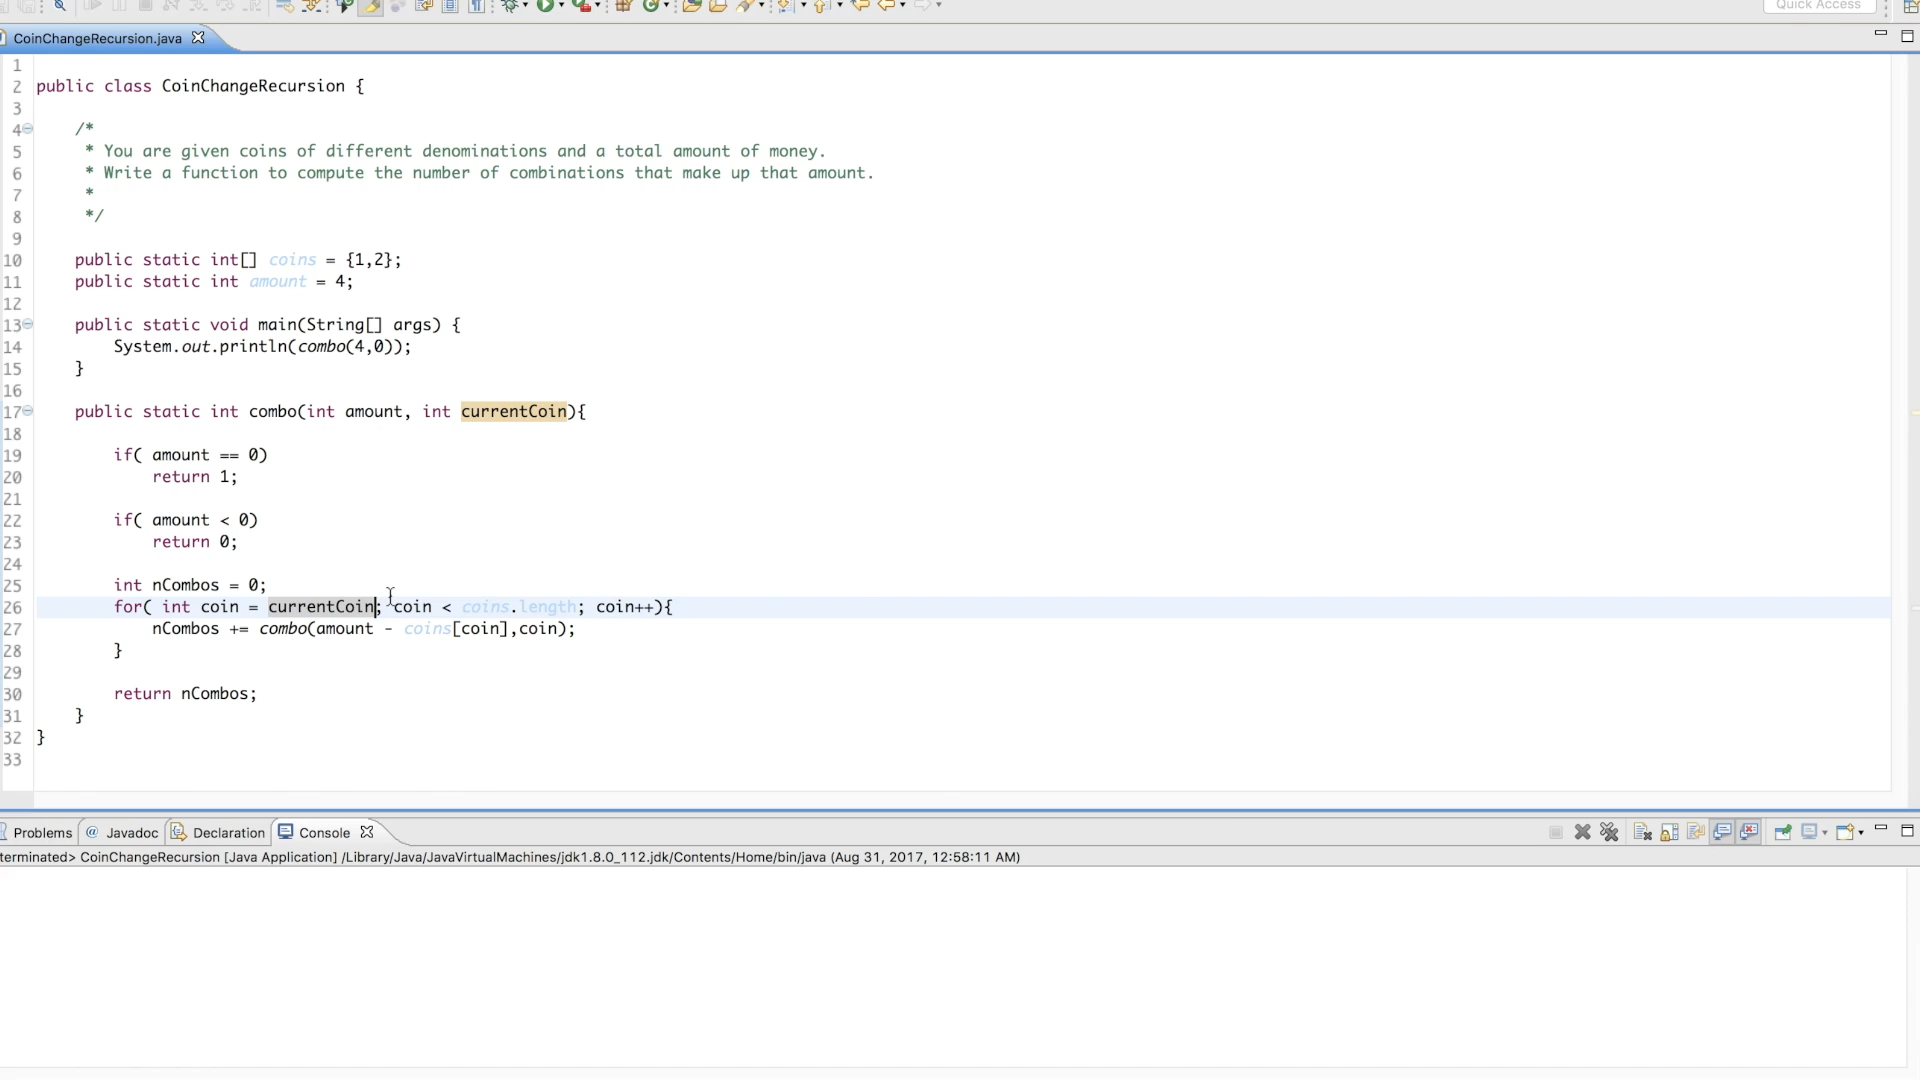 Quick Access
CoinChangeRecursion.java
1
2 public class CoinChangeRecursion {
3
4 /*
5 * You are given coins of different denominations and a total amount of money.
6 * Write a function to compute the number of combinations that make up that amount.
7 *
8 */
9
10 public static int[] coins = {1,2};
11 public static int amount = 4;
12
13 public static void main(String[] args) {
14 System.out.println(combo(4,0));
15 }
16
17 public static int combo(int amount, int currentCoin){
18
19 if( amount == 0)
20 return 1;
21
22 if( amount < 0)
23 return 0;
24
25 int nCombos = 0;
26 for( int coin = currentCoin; coin < coins.length; coin++){
27 nCombos += combo(amount - coins[coin],coin);
28 }
29
30 return nCombos;
31 }
32 }
33
Problems @ Javadoc Declaration Console
terminated> CoinChangeRecursion [Java Application] /Library/Java/JavaVirtualMachines/jdk1.8.0_112.jdk/Contents/Home/bin/java (Aug 31, 2017, 12:58:11 AM)